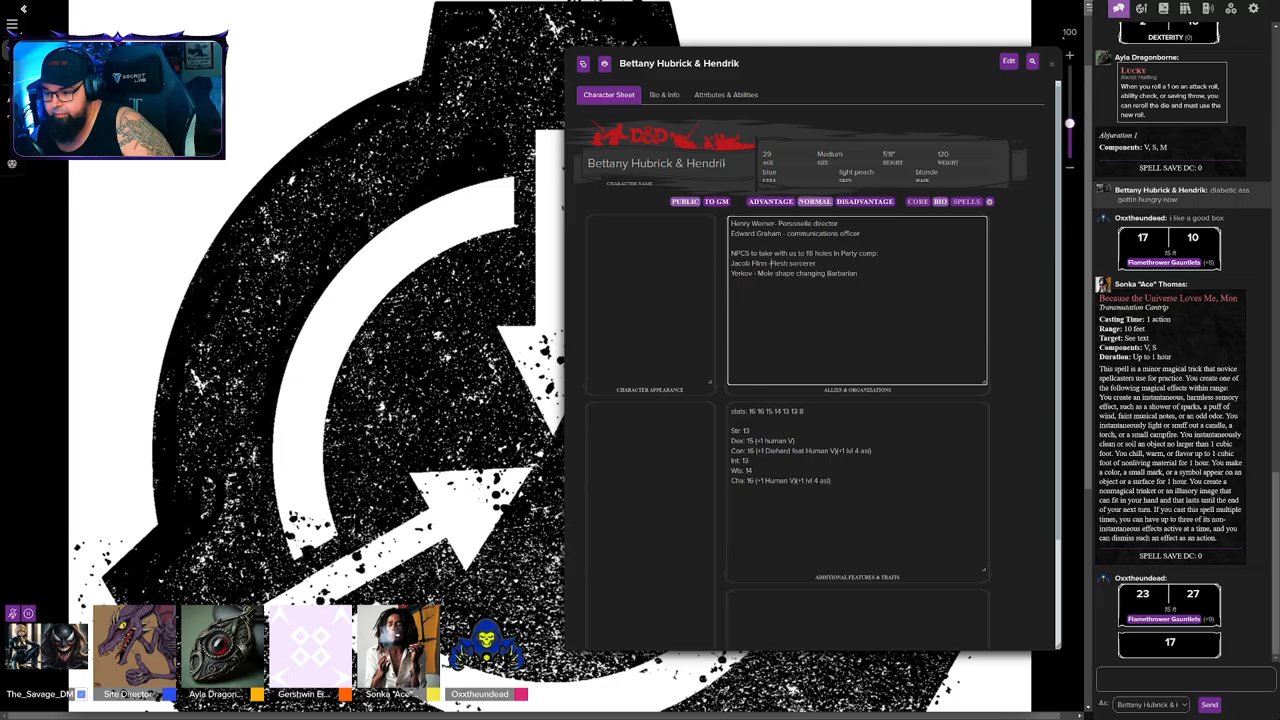 Bettany Hubrick & Hendrik
Edit
Character Sheet
Bio & Info
Attributes & Abilities
D&D
Bettany Hubrick & Hendrik
CHARACTER NAME
29
AGE
Medium
SIZE
5'8"
HEIGHT
120
WEIGHT
blue
EYES
light peach
SKIN
blonde
HAIR
PUBLIC TO GM ADVANTAGE NORMAL DISADVANTAGE CORE BIO SPELLS
Henry Werner- Personelle director
Edward Graham - communications officer
NPCS to take with us to fill holes in Party comp:
Jacob Flinn -Flesh sorcerer
Yerkov - Mole shape changing Barbarian
CHARACTER APPEARANCE
ALLIES & ORGANIZATIONS
stats: 16 16 15 14 13 13 8
Str: 13
Dex: 15 (+1 human V)
Con: 16 (+1 Diehard feat Human V)(+1 lvl 4 asi)
Int: 13
Wis: 14
Cha: 16 (+1 Human V)(+1 lvl 4 asi)
ADDITIONAL FEATURES & TRAITS
SECRETLAB
The_Savage_DM
Site Director
Ayla Dragon...
Gershwin Ei...
Sonka "Ace"...
Oxxtheundead
100
DEXTERITY (0)
Ayla Dragonborne:
LUCKY
Racial: Halfling
When you roll a 1 on an attack roll,
ability check, or saving throw, you
can reroll the die and must use the
new roll.
Abjuration 1
Components: V, S, M
SPELL SAVE DC: 0
Bettany Hubrick & Hendrik: diabetic ass
gettin hungry now
Oxxtheundead: i like a good box
17 10
15 ft
Flamethrower Gauntlets (+8)
Sonka "Ace" Thomas:
Because the Universe Loves Me, Mon
Transmutation Cantrip
Casting Time: 1 action
Range: 10 feet
Target: See text
Components: V, S
Duration: Up to 1 hour
This spell is a minor magical trick that novice
spellcasters use for practice. You create one of
the following magical effects within range:
You create an instantaneous, harmless sensory
effect, such as a shower of sparks, a puff of
wind, faint musical notes, or an odd odor. You
instantaneously light or snuff out a candle, a
torch, or a small campfire. You instantaneously
clean or soil an object no larger than 1 cubic
foot. You chill, warm, or flavor up to 1 cubic
foot of nonliving material for 1 hour. You make
a color, a small mark, or a symbol appear on an
object or a surface for 1 hour. You create a
nonmagical trinket or an illusory image that
can fit in your hand and that lasts until the end
of your next turn. If you cast this spell multiple
times, you can have up to three of its non-
instantaneous effects active at a time, and you
can dismiss such an effect as an action.
SPELL SAVE DC: 0
Oxxtheundead:
23 27
15 ft
Flamethrower Gauntlets (+9)
17
As:
Bettany Hubrick & H
Send